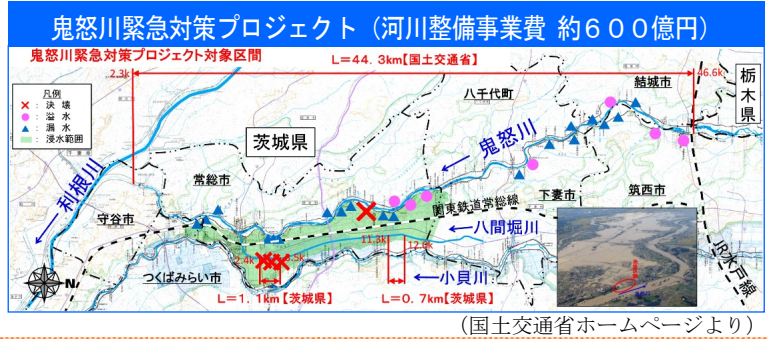 鬼怒川緊急対策プロジェクト（河川整備事業費 約６００億円）
鬼怒川緊急対策プロジェクト対象区間
2.3k
L＝44.3km【国土交通省】
46.6k
栃木県
凡例
：決 壊
：溢 水
：漏 水
：浸水範囲
八千代町
結城市
茨城県
鬼怒川
利根川
常総市
守谷市
関東鉄道常総線
下妻市
筑西市
八間堀川
11.3k
12.0k
2.4k
3.5k
つくばみらい市
小貝川
JR水戸線
N
L＝1.1km【茨城県】
L＝0.7km【茨城県】
（国土交通省ホームページより）